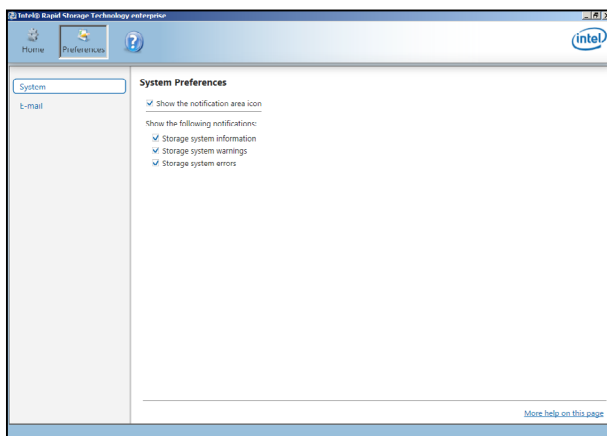 Intel® Rapid Storage Technology enterprise
Home
Preferences
?
intel
System
E-mail
System Preferences
Show the notification area icon
Show the following notifications:
Storage system information
Storage system warnings
Storage system errors
More help on this page